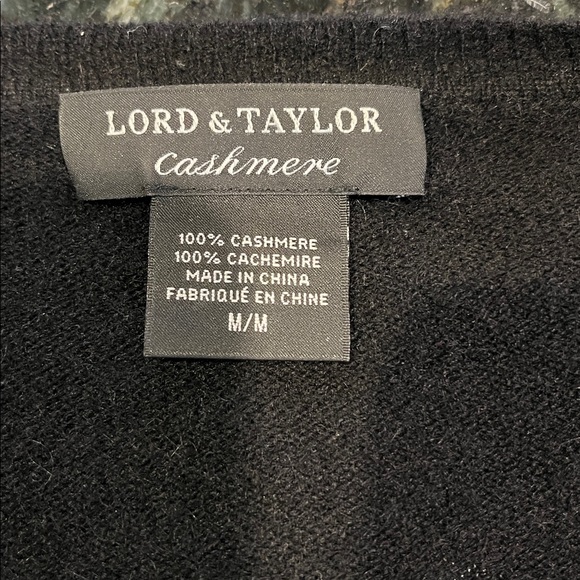 LORD & TAYLOR
cashmere
100% CASHMERE
100% CACHEMIRE
MADE IN CHINA
FABRIQUÉ EN CHINE
M/M